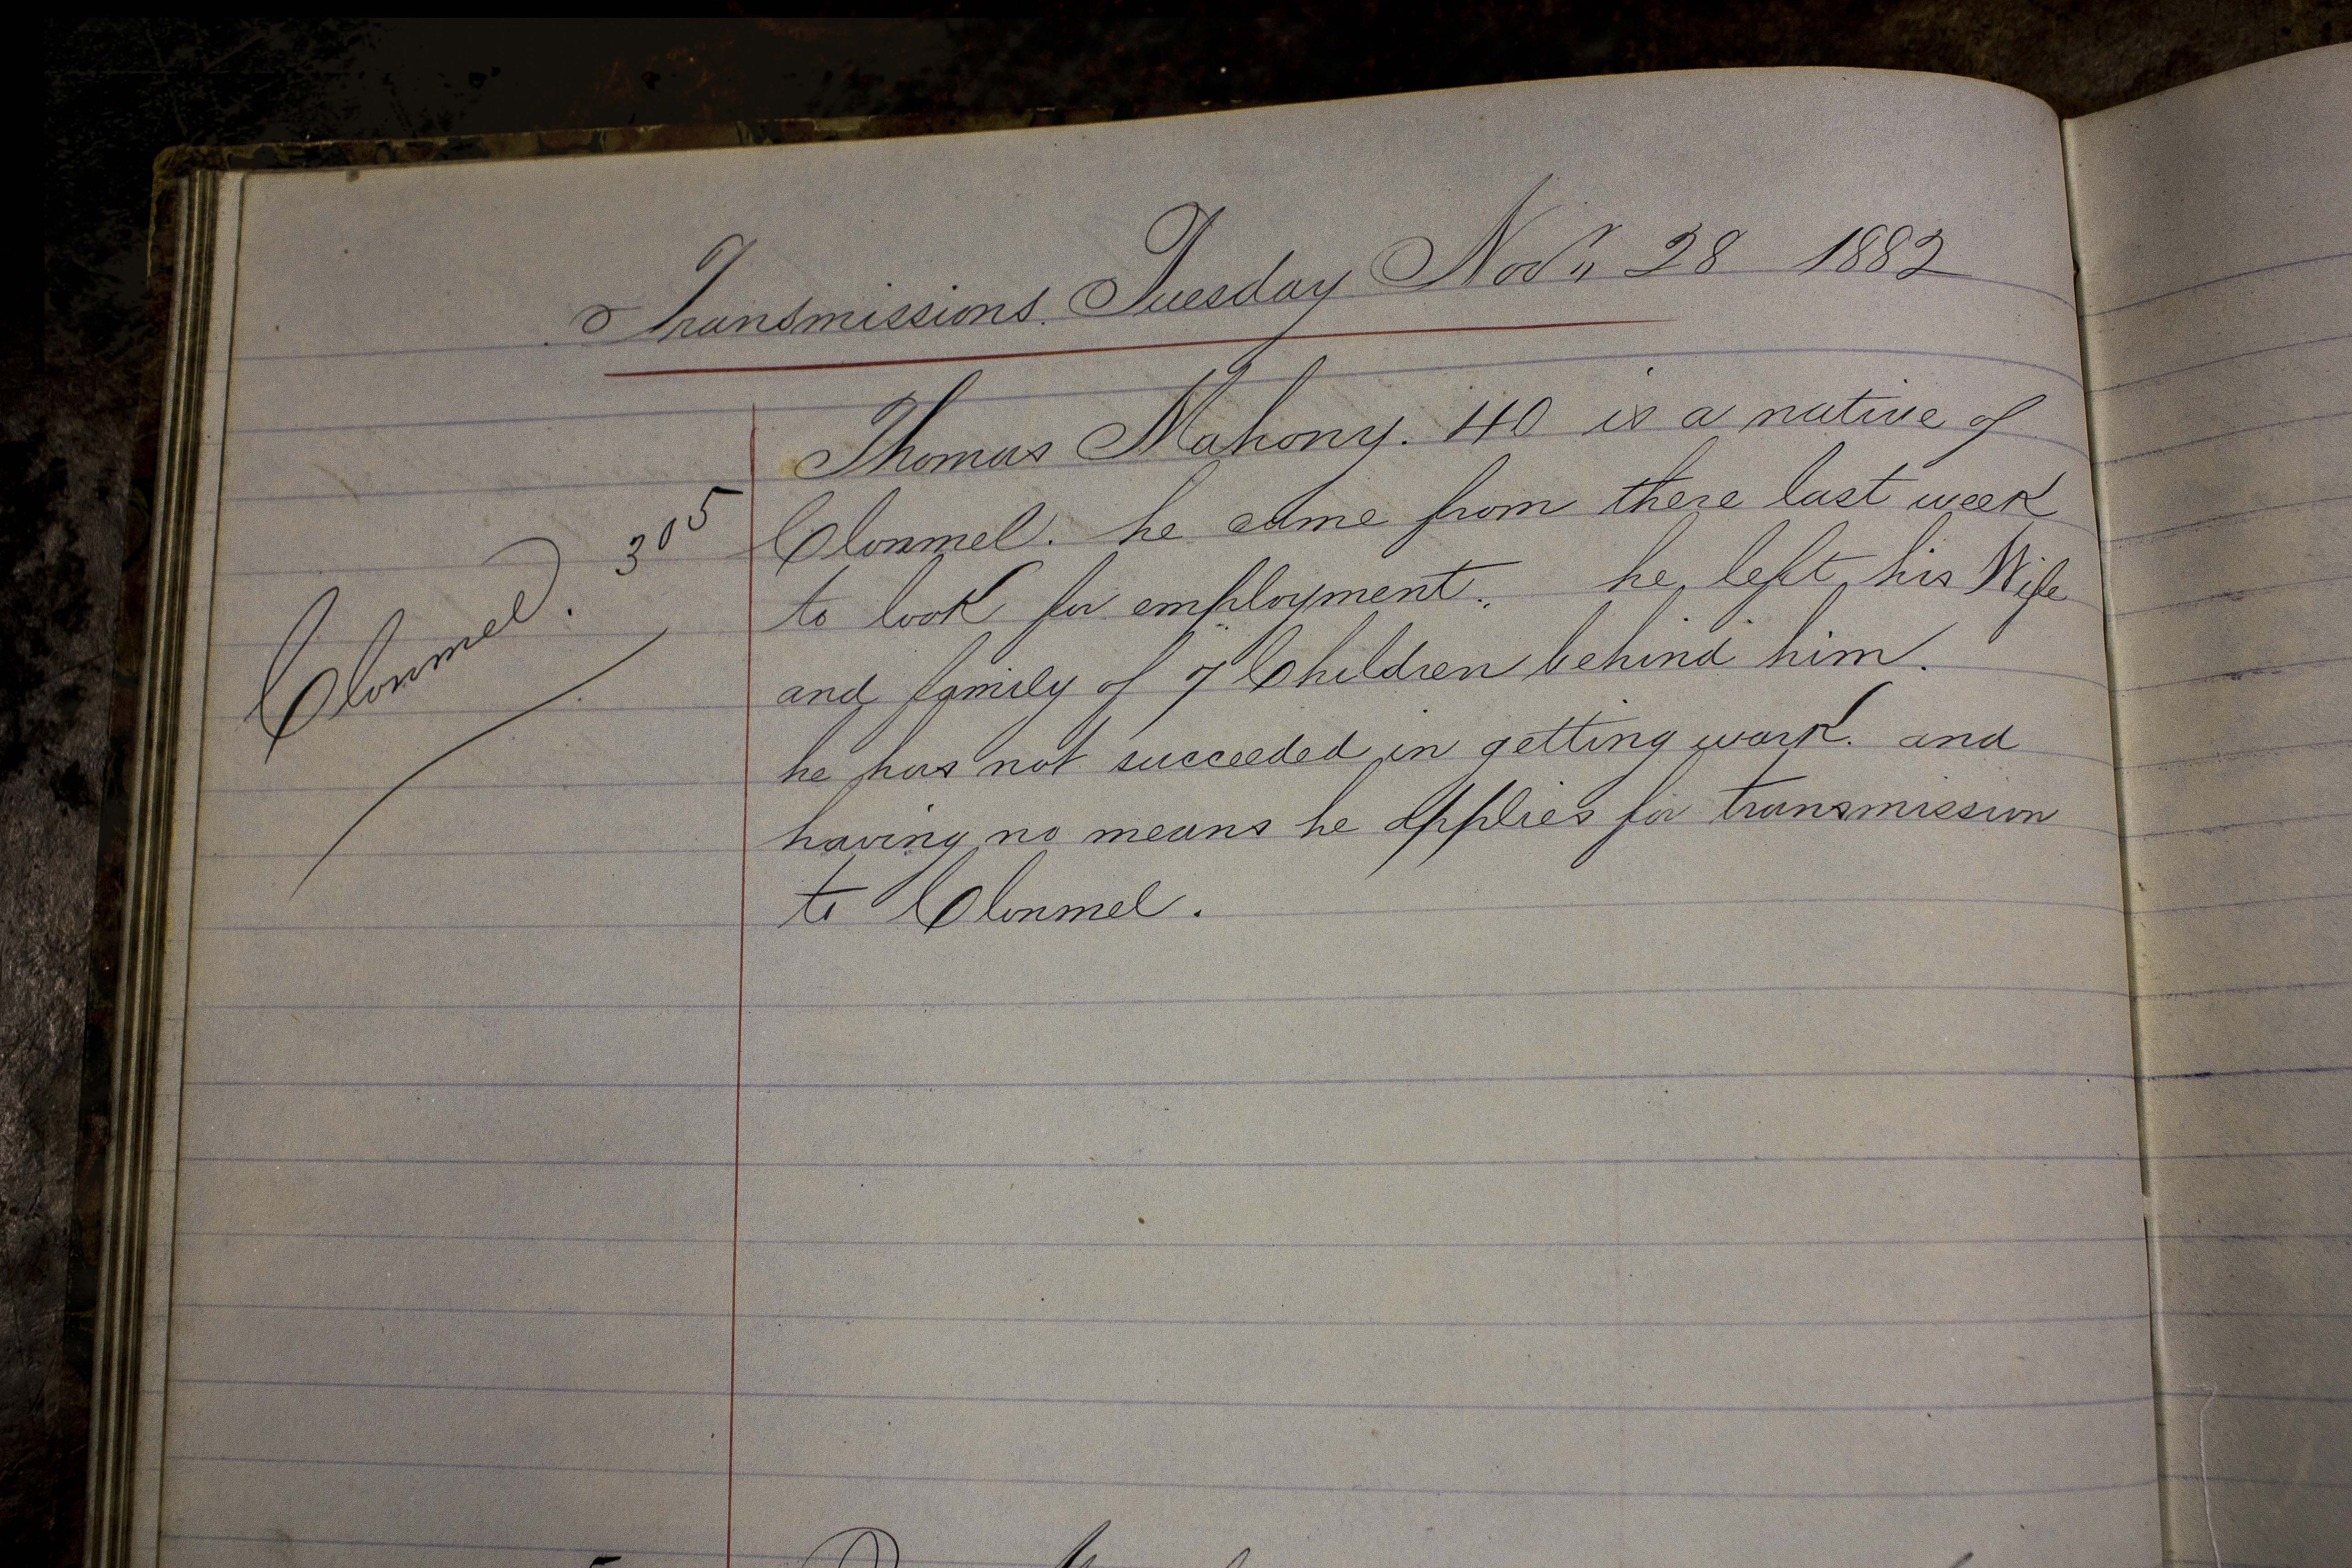 Transmissions. Tuesday Novr„ 28 1882
Thomas Mahony. 40 is a native of
Clonmel. he came from there last week
to look for employment. he left his Wife
and family of 7 Children behind him.
he has not succeeded in getting work. and
having no means he applies for transmission
to Clonmel.
Clonmel. 305